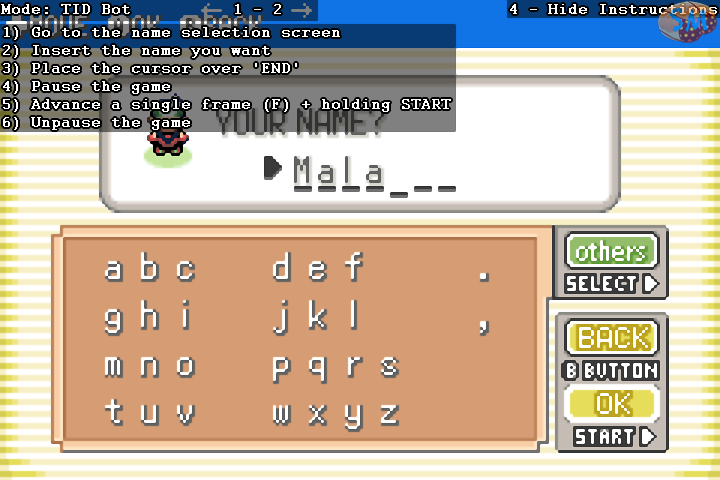 Mode: TID Bot
← 1 - 2 →
4 - Hide Instructions
MOVE
1) Go to the name selection screen
2) Insert the name you want
3) Place the cursor over 'END'
4) Pause the game
5) Advance a single frame (F) + holding START
6) Unpause the game
YOUR NAME?
Mala_ _ _
a b c d e f .
g h i j k l ,
m n o p q r s
t u v w x y z
others
SELECT
BACK
B BUTTON
OK
START